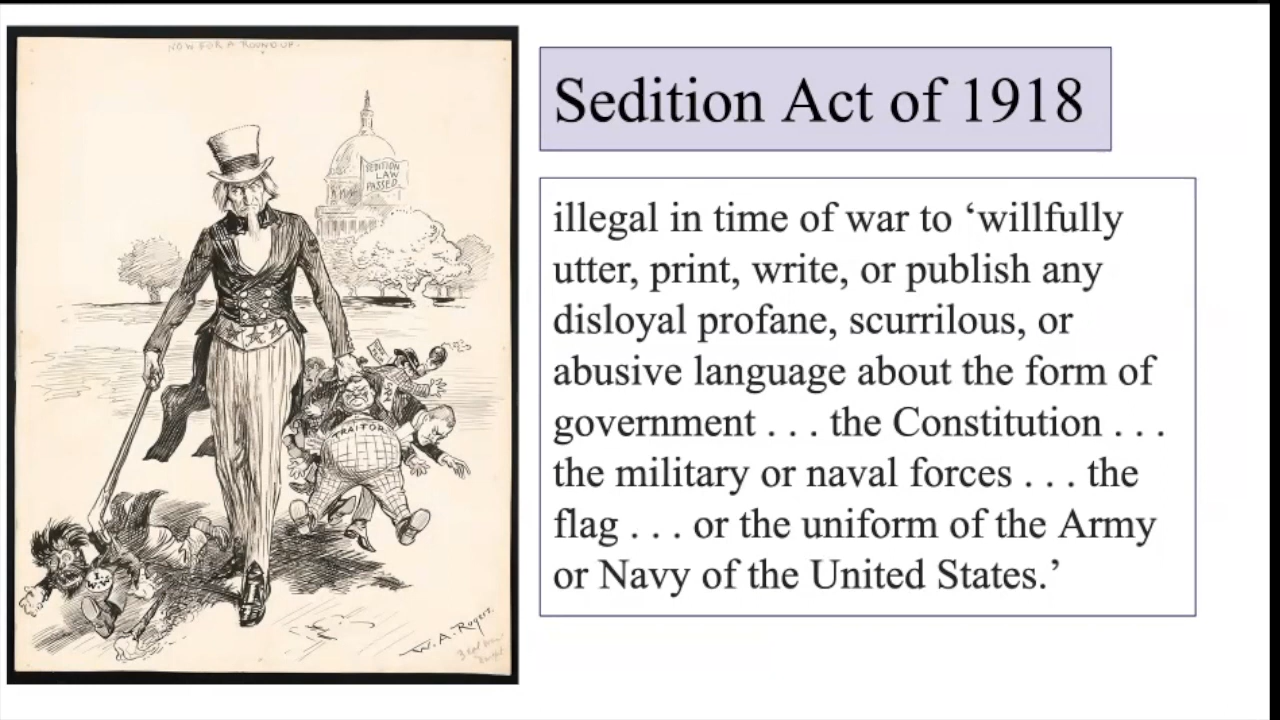 NOW FOR A ROUND UP.
SEDITION
LAW
PASSED
TRAITOR
I.
W.W.
W.A. Rogers.
Sedition Act of 1918
illegal in time of war to ‘willfully
utter, print, write, or publish any
disloyal profane, scurrilous, or
abusive language about the form of
government . . . the Constitution . . .
the military or naval forces . . . the
flag . . . or the uniform of the Army
or Navy of the United States.’